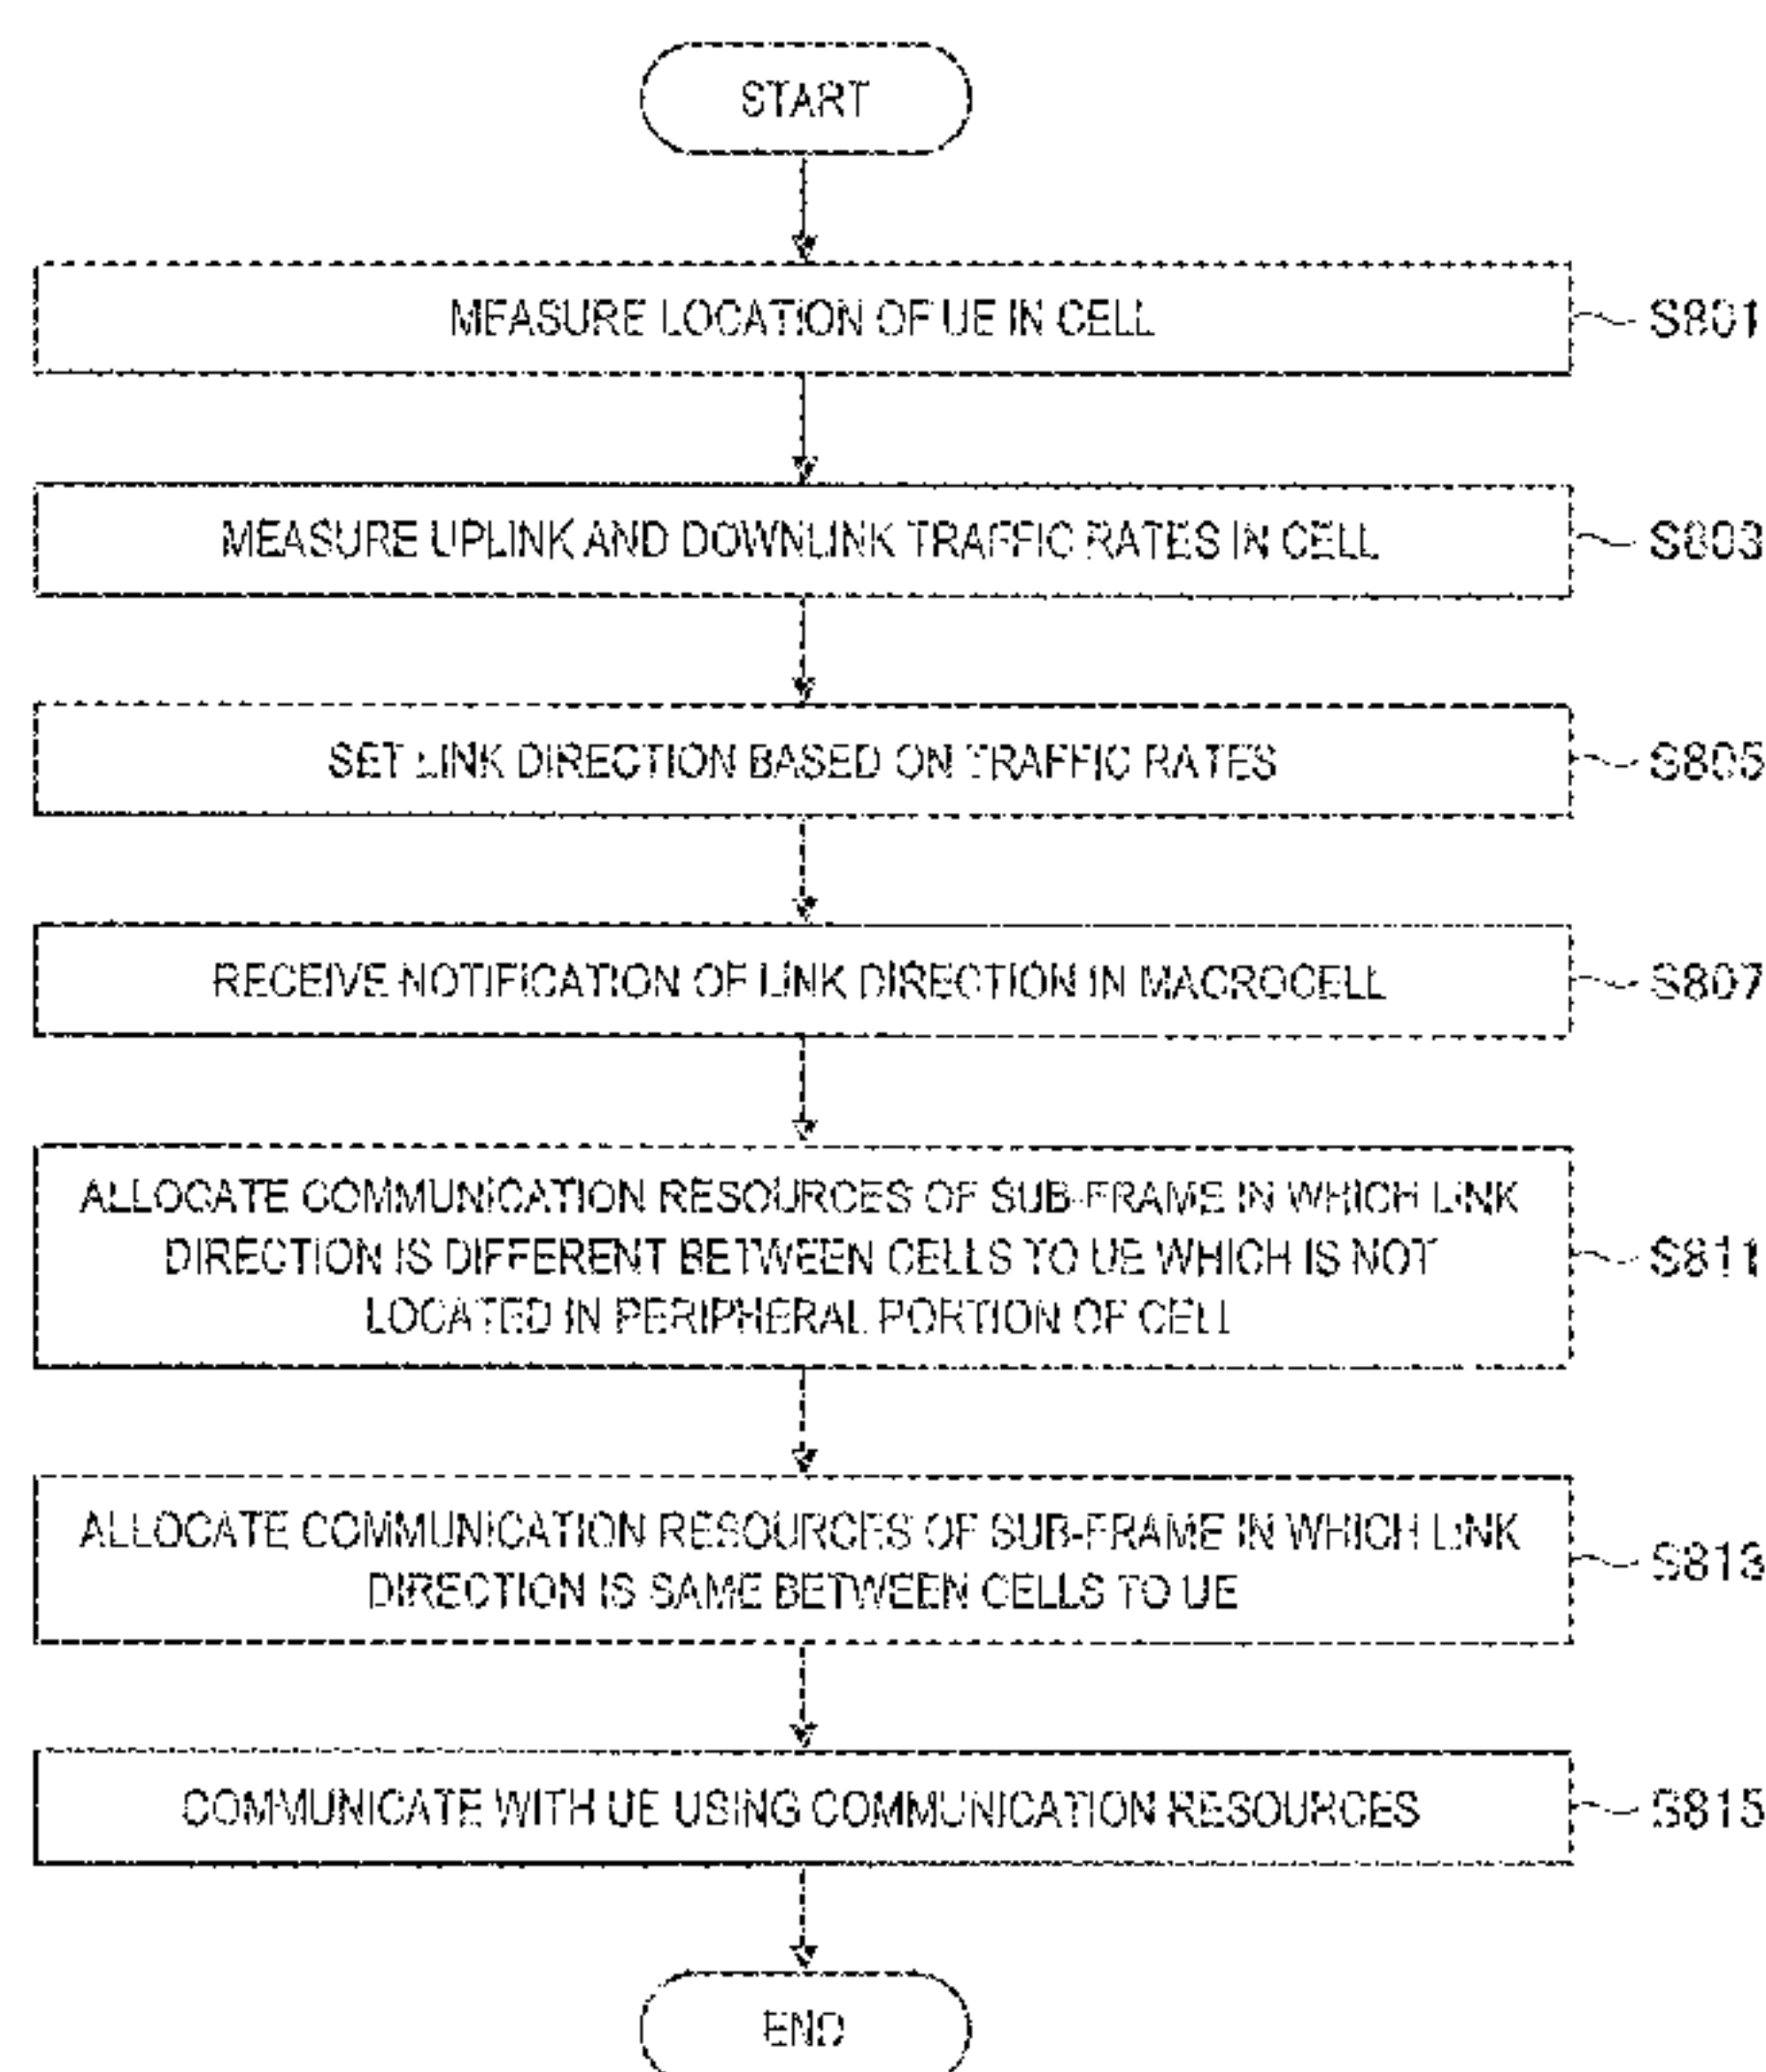 START
MEASURE LOCATION OF UE IN CELL
S801
MEASURE UPLINK AND DOWNLINK TRAFFIC RATES IN CELL
S803
SET LINK DIRECTION BASED ON TRAFFIC RATES
S805
RECEIVE NOTIFICATION OF LINK DIRECTION IN MACROCELL
S807
ALLOCATE COMMUNICATION RESOURCES OF SUB-FRAME IN WHICH LINK
DIRECTION IS DIFFERENT BETWEEN CELLS TO UE WHICH IS NOT
LOCATED IN PERIPHERAL PORTION OF CELL
S811
ALLOCATE COMMUNICATION RESOURCES OF SUB-FRAME IN WHICH LINK
DIRECTION IS SAME BETWEEN CELLS TO UE
S813
COMMUNICATE WITH UE USING COMMUNICATION RESOURCES
S815
END